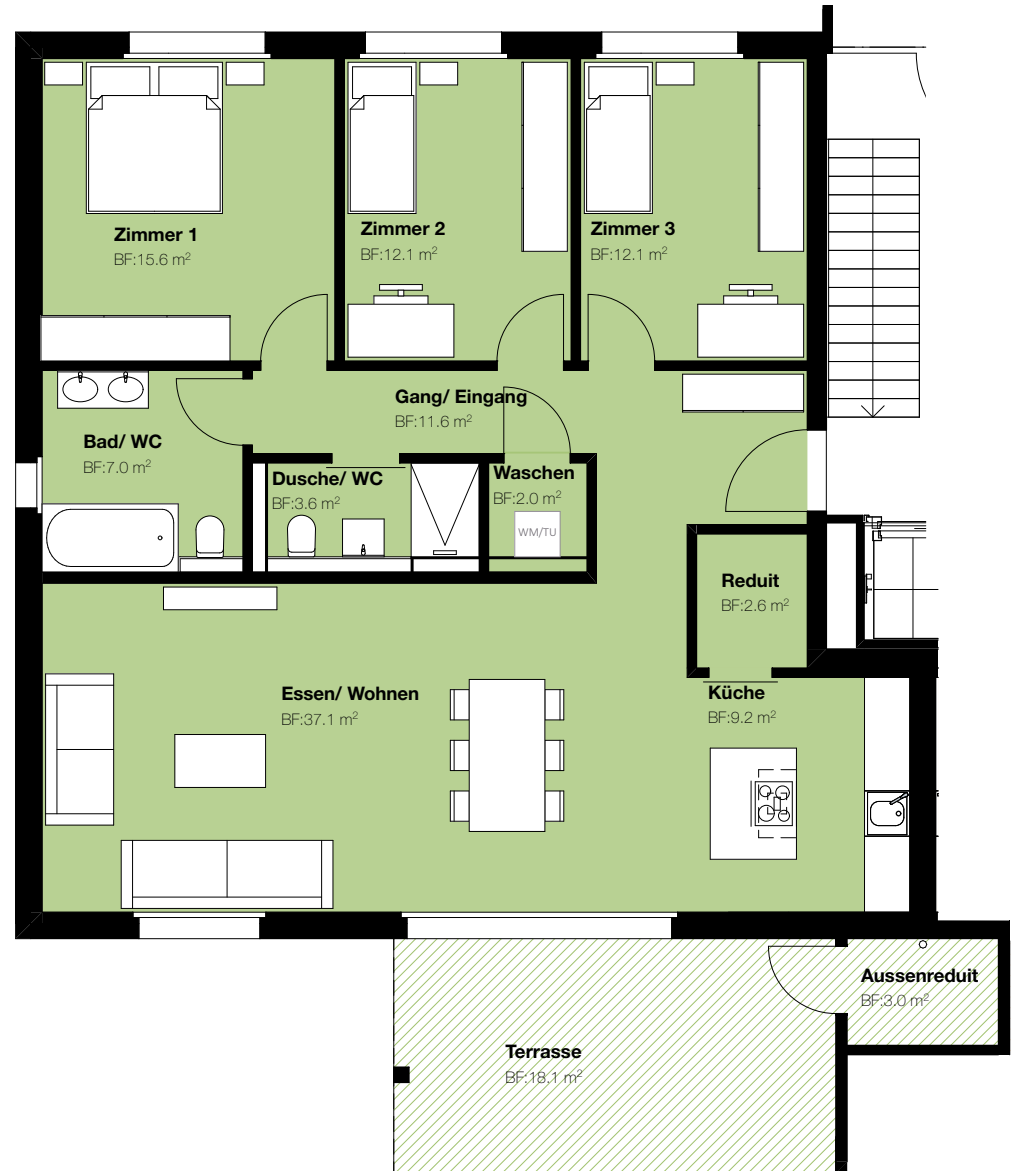 Zimmer 1
BF:15.6 m²
Zimmer 2
BF:12.1 m²
Zimmer 3
BF:12.1 m²
Gang/ Eingang
BF:11.6 m²
Bad/ WC
BF:7.0 m²
Dusche/ WC
BF:3.6 m²
Waschen
BF:2.0 m²
WM/TU
Reduit
BF:2.6 m²
Essen/ Wohnen
BF:37.1 m²
Küche
BF:9.2 m²
Aussenreduit
BF:3.0 m²
Terrasse
BF:18.1 m²